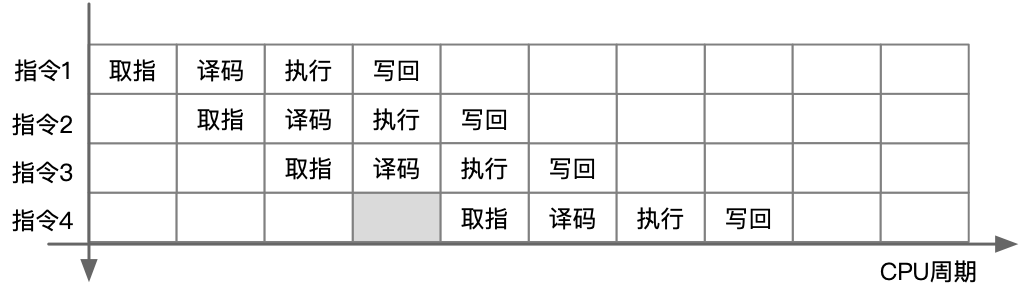 指令1 取指 译码 执行 写回
指令2 取指 译码 执行 写回
指令3 取指 译码 执行 写回
指令4 取指 译码 执行 写回
CPU周期